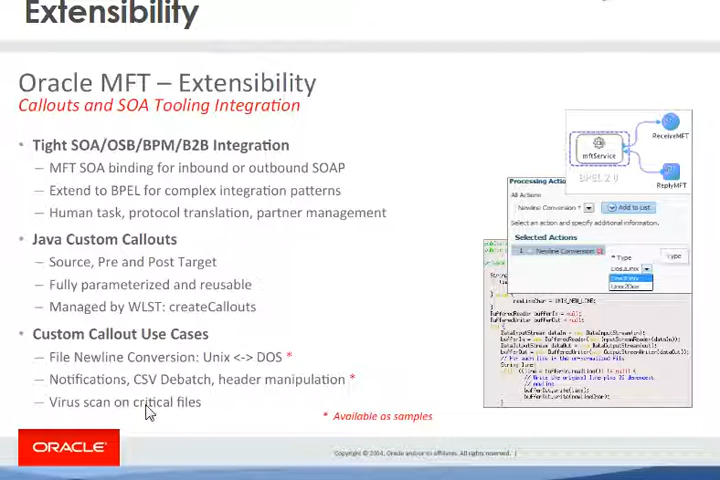 Extensibility
Oracle MFT – Extensibility
Callouts and SOA Tooling Integration
• Tight SOA/OSB/BPM/B2B Integration
– MFT SOA binding for inbound or outbound SOAP
– Extend to BPEL for complex integration patterns
– Human task, protocol translation, partner management
• Java Custom Callouts
– Source, Pre and Post Target
– Fully parameterized and reusable
– Managed by WLST: createCallouts
• Custom Callout Use Cases
– File Newline Conversion: Unix <-> DOS *
– Notifications, CSV Debatch, header manipulation *
– Virus scan on critical files
* Available as samples
mftService
ReceiveMFT
ReplyMFT
BPEL 2.0
Processing Actio
All Actions
Newline Conversion
Add to List
Select an action and specify additional information.
Selected Actions
1 Newline Conversion
* Type
Type
Unix2Dos
String line
ORACLE
Copyright © 2014, Oracle and/or its affiliates. All rights reserved. |